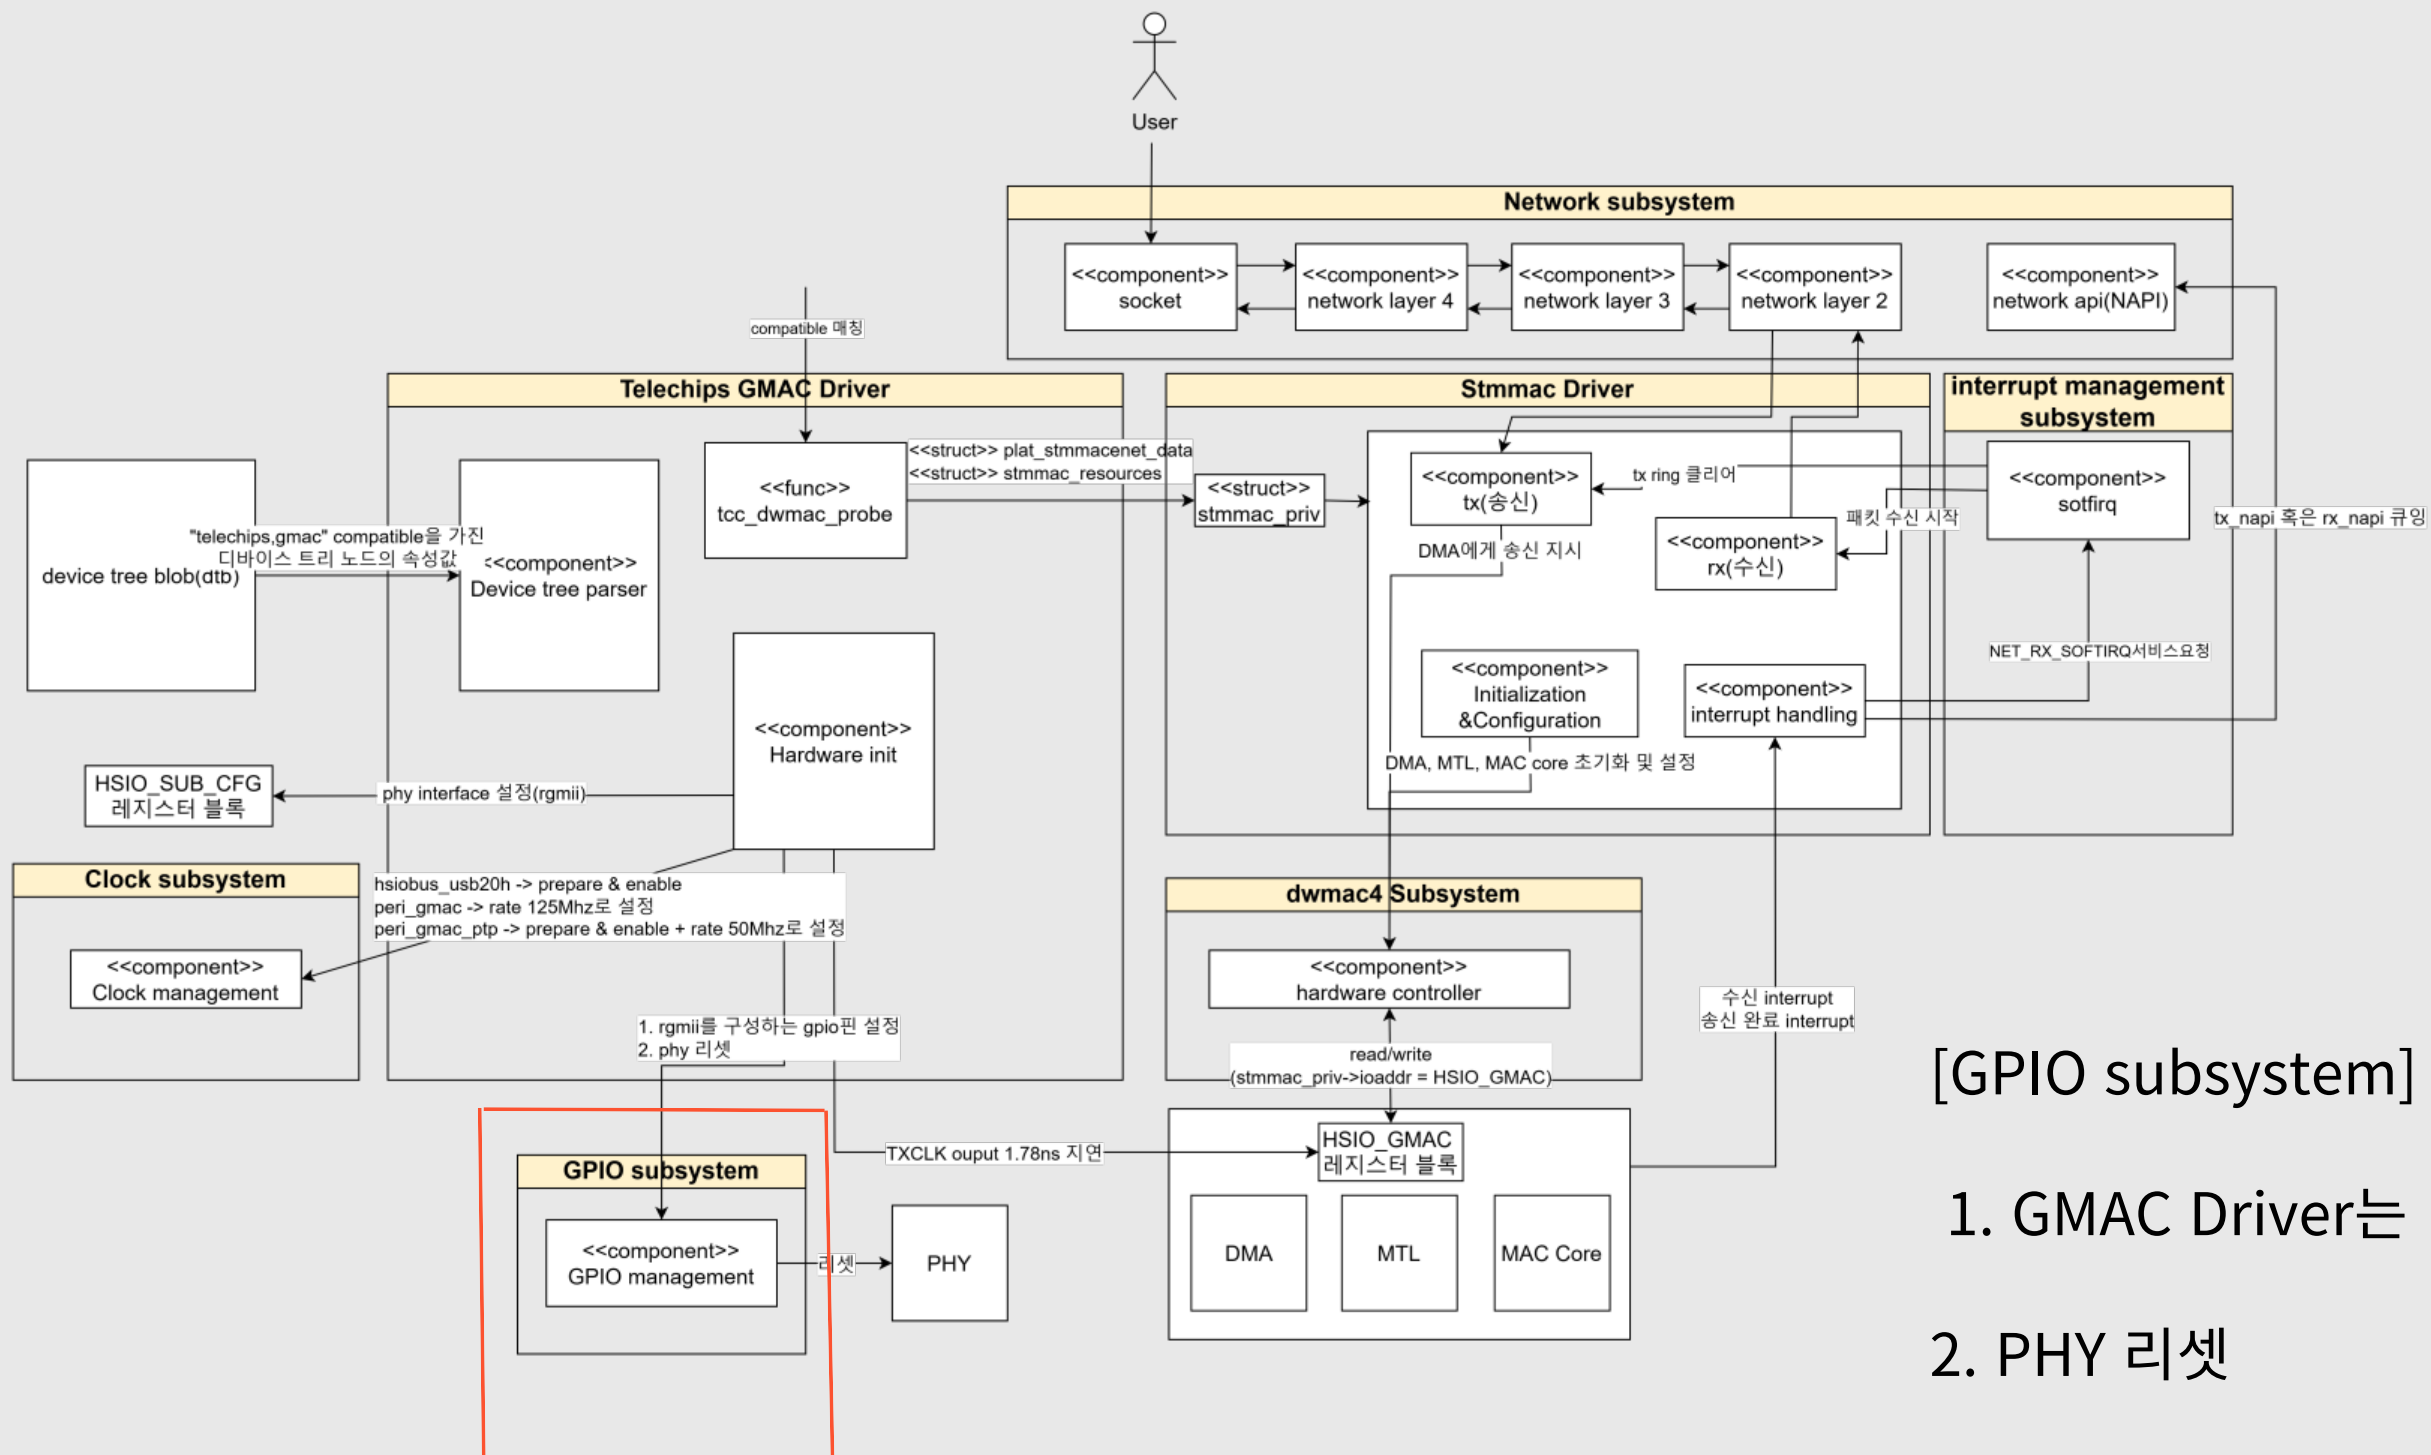 User
Network subsystem
<<component>>
socket
<<component>>
network layer 4
<<component>>
network layer 3
<<component>>
network layer 2
<<component>>
network api(NAPI)
compatible 매칭
Telechips GMAC Driver
<<func>>
tcc_dwmac_probe
<<struct>> plat_stmmacenet_data
<<struct>> stmmac_resources
device tree blob(dtb)
"telechips,gmac" compatible을 가진
디바이스 트리 노드의 속성값
<<component>>
Device tree parser
<<component>>
Hardware init
HSIO_SUB_CFG
레지스터 블록
phy interface 설정(rgmii)
Clock subsystem
<<component>>
Clock management
hsiobus_usb20h -> prepare & enable
peri_gmac -> rate 125Mhz로 설정
peri_gmac_ptp -> prepare & enable + rate 50Mhz로 설정
1. rgmii를 구성하는 gpio핀 설정
2. phy 리셋
Stmmac Driver
<<struct>>
stmmac_priv
<<component>>
tx(송신)
tx ring 클리어
DMA에게 송신 지시
<<component>>
rx(수신)
패킷 수신 시작
<<component>>
Initialization
&Configuration
<<component>>
interrupt handling
DMA, MTL, MAC core 초기화 및 설정
interrupt management
subsystem
<<component>>
sotfirq
tx_napi 혹은 rx_napi 큐잉
NET_RX_SOFTIRQ서비스요청
dwmac4 Subsystem
<<component>>
hardware controller
read/write
(stmmac_priv->ioaddr = HSIO_GMAC)
수신 interrupt
송신 완료 interrupt
TXCLK ouput 1.78ns 지연
HSIO_GMAC
레지스터 블록
DMA
MTL
MAC Core
GPIO subsystem
<<component>>
GPIO management
리셋
PHY
[GPIO subsystem]
1. GMAC Driver는
2. PHY 리셋